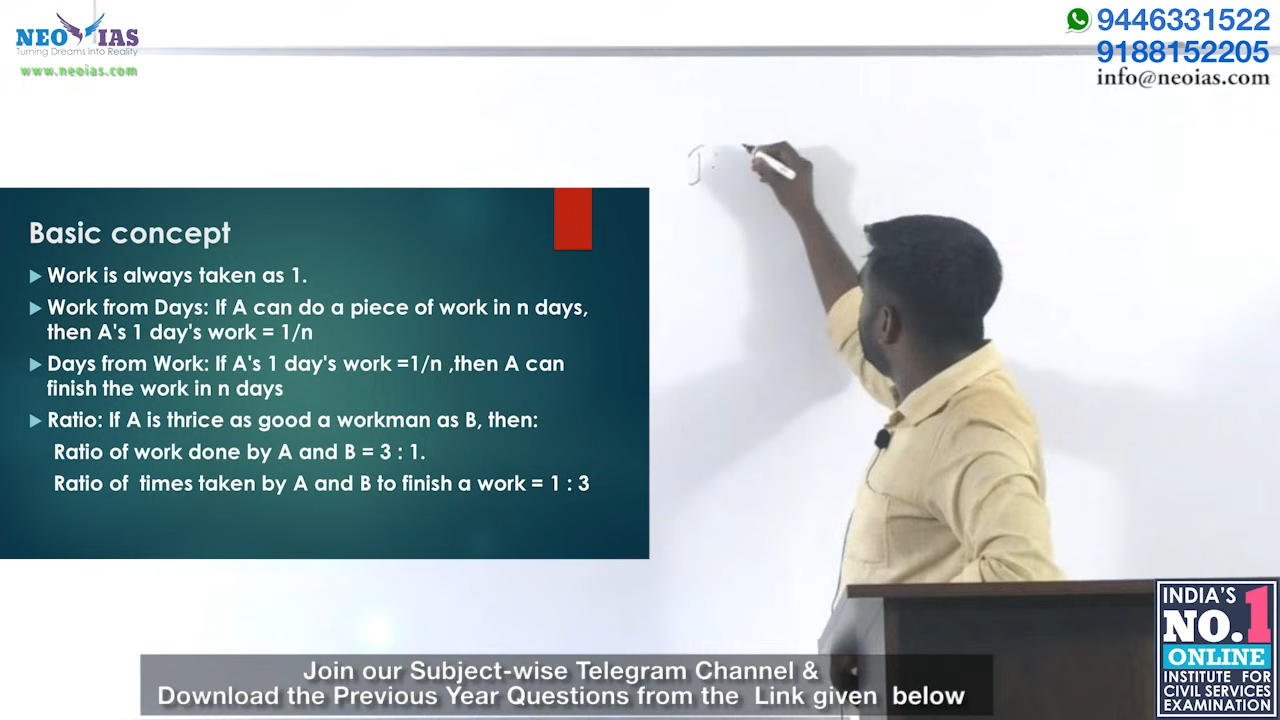 NEO IAS
Turning Dreams into Reality
www.neoias.com
9446331522
9188152205
info@neoias.com
Basic concept
Work is always taken as 1.
Work from Days: If A can do a piece of work in n days,
then A's 1 day's work = 1/n
Days from Work: If A's 1 day's work =1/n ,then A can
finish the work in n days
Ratio: If A is thrice as good a workman as B, then:
Ratio of work done by A and B = 3 : 1.
Ratio of times taken by A and B to finish a work = 1 : 3
INDIA'S
NO.1
ONLINE
INSTITUTE FOR
CIVIL SERVICES
EXAMINATION
Join our Subject-wise Telegram Channel &
Download the Previous Year Questions from the Link given below